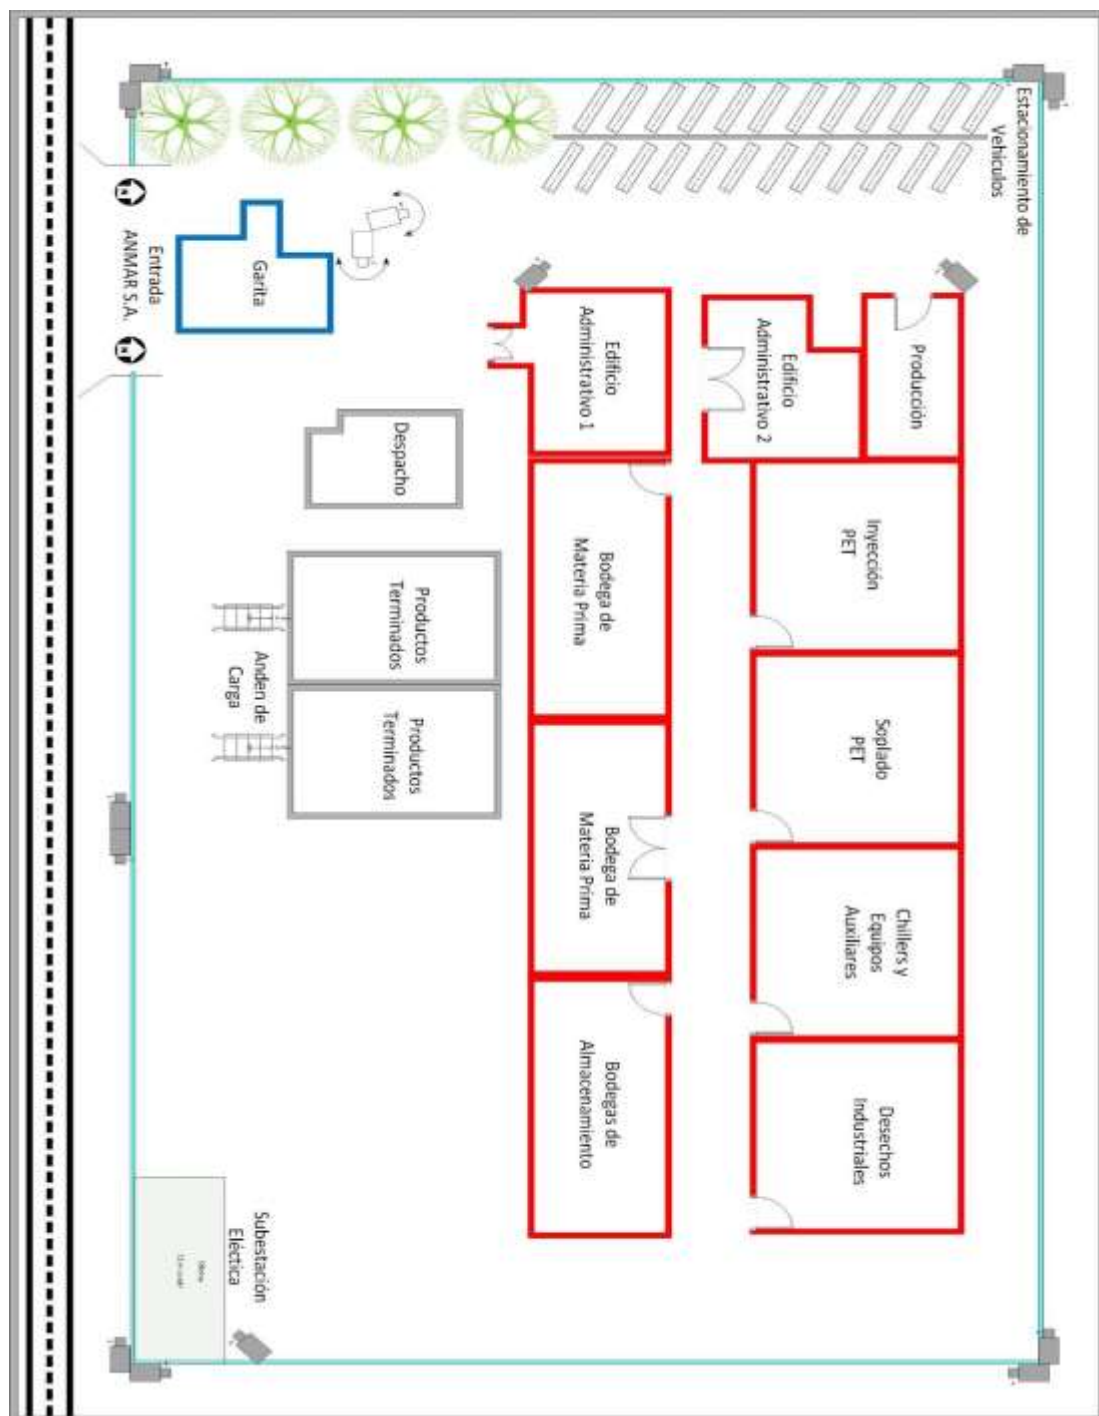 Estacionamiento de
Vehiculos
Producción
Edificio
Administrativo 2
Edificio
Administrativo 1
Garita
Entrada
ANMAR S.A.
Despacho
Inyección
PET
Bodega de
Materia Prima
Productos
Terminados
Anden de
Carga
Soplado
PET
Productos
Terminados
Bodega de
Materia Prima
Chillers y
Equipos
Auxiliares
Bodegas de
Almacenamiento
Desechos
Industriales
Subestación
Eléctica